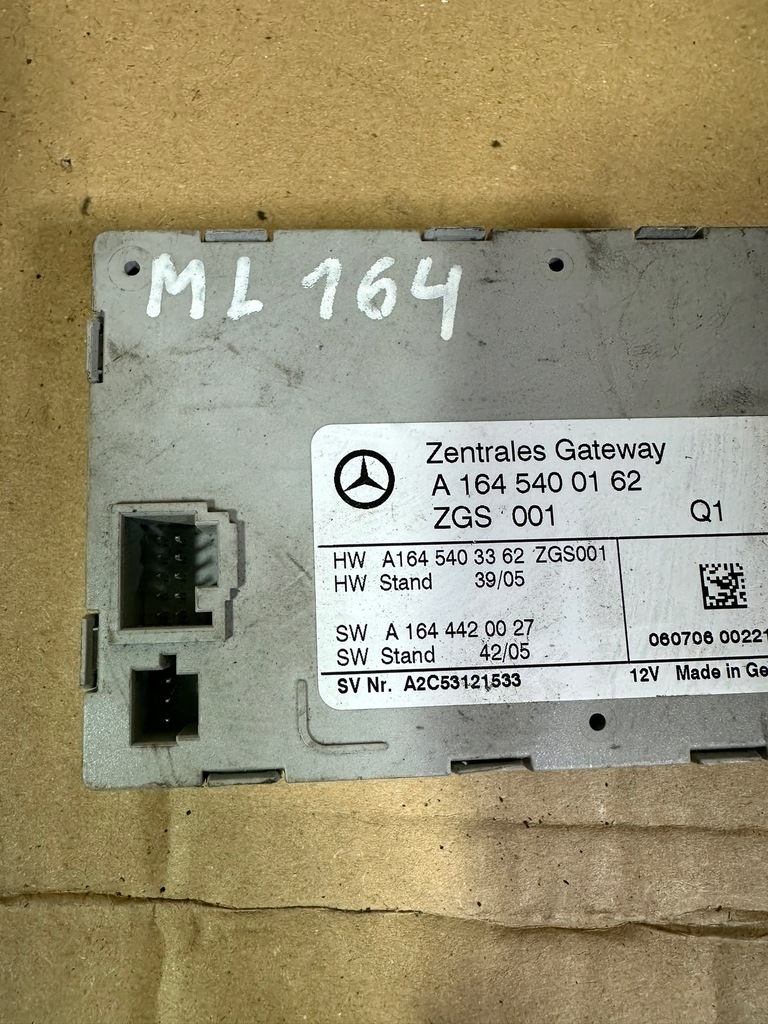 ML 164
Zentrales Gateway
A 164 540 01 62
ZGS 001 Q1
HW A164 540 33 62 ZGS001
HW Stand 39/05
SW A 164 442 00 27
SW Stand 42/05
060706 00221
SV Nr. A2C53121533
12V Made in Ge